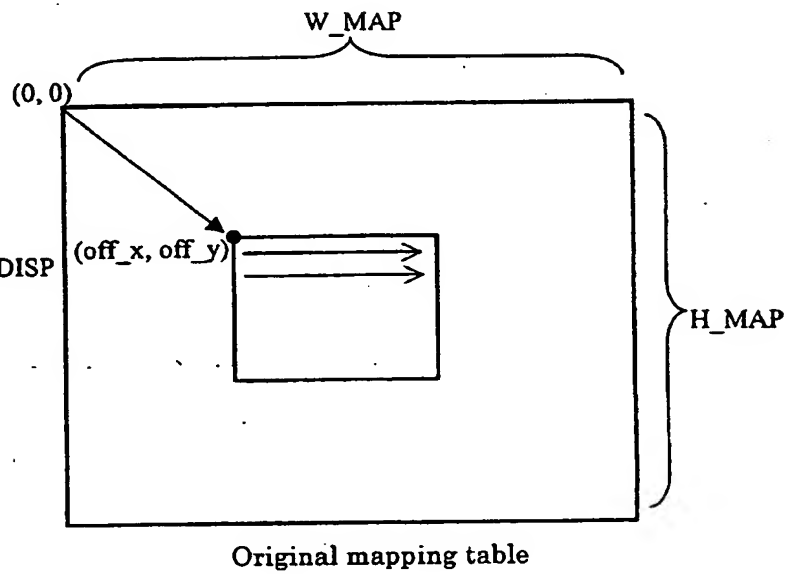 W_MAP
(0, 0)
(off_x, off_y)
DISP
H_MAP
Original mapping table